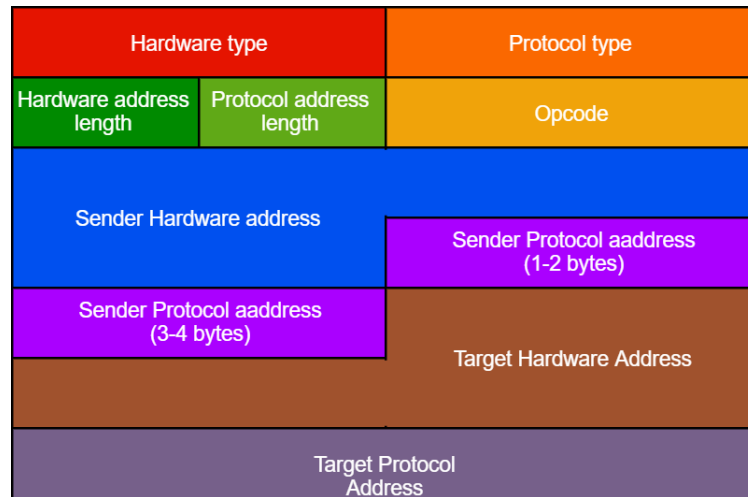 Hardware type
Protocol type
Hardware address
length
Protocol address
length
Opcode
Sender Hardware address
Sender Protocol aaddress
(1-2 bytes)
Sender Protocol aaddress
(3-4 bytes)
Target Hardware Address
Target Protocol
Address